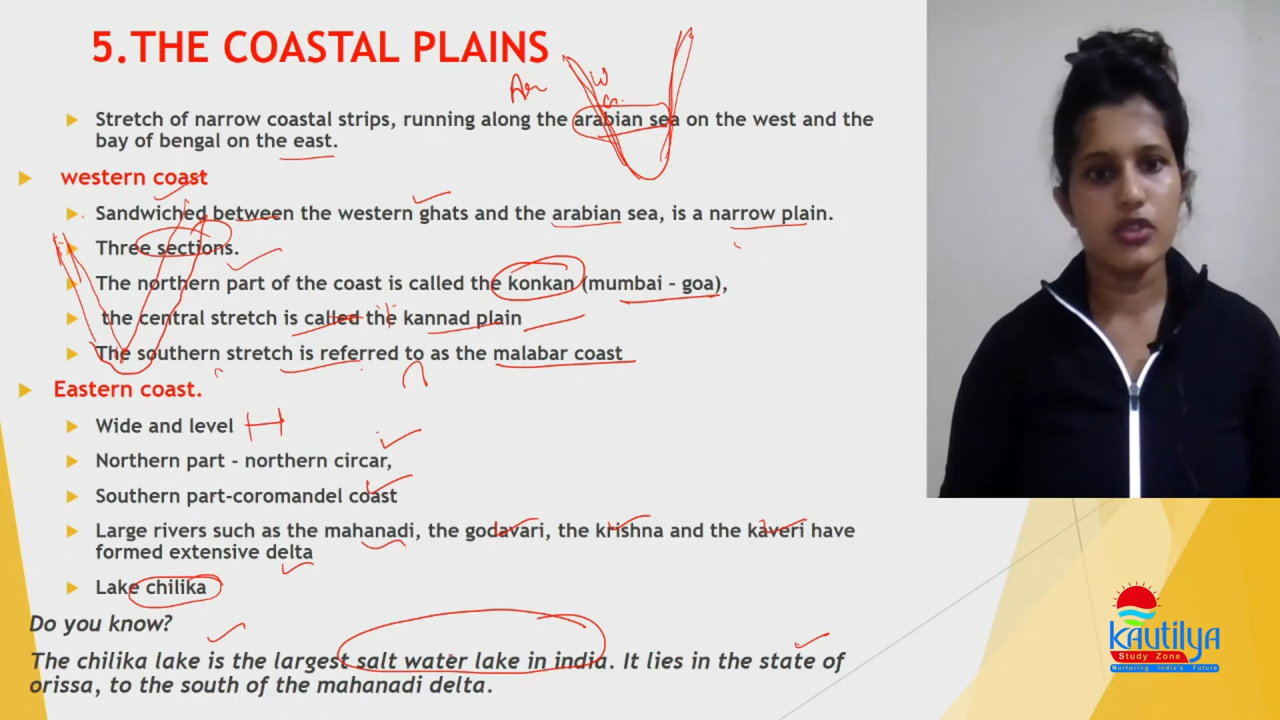 5.THE COASTAL PLAINS
Stretch of narrow coastal strips, running along the arabian sea on the west and the
bay of bengal on the east.
western coast
Sandwiched between the western ghats and the arabian sea, is a narrow plain.
Three sections.
The northern part of the coast is called the konkan (mumbai - goa),
the central stretch is called the kannad plain
The southern stretch is referred to as the malabar coast
Eastern coast.
Wide and level
Northern part - northern circar,
Southern part-coromandel coast
Large rivers such as the mahanadi, the godavari, the krishna and the kaveri have
formed extensive delta
Lake chilika
Do you know?
The chilika lake is the largest salt water lake in india. It lies in the state of
orissa, to the south of the mahanadi delta.
kautilya
Study Zone
Nurturing India's Future